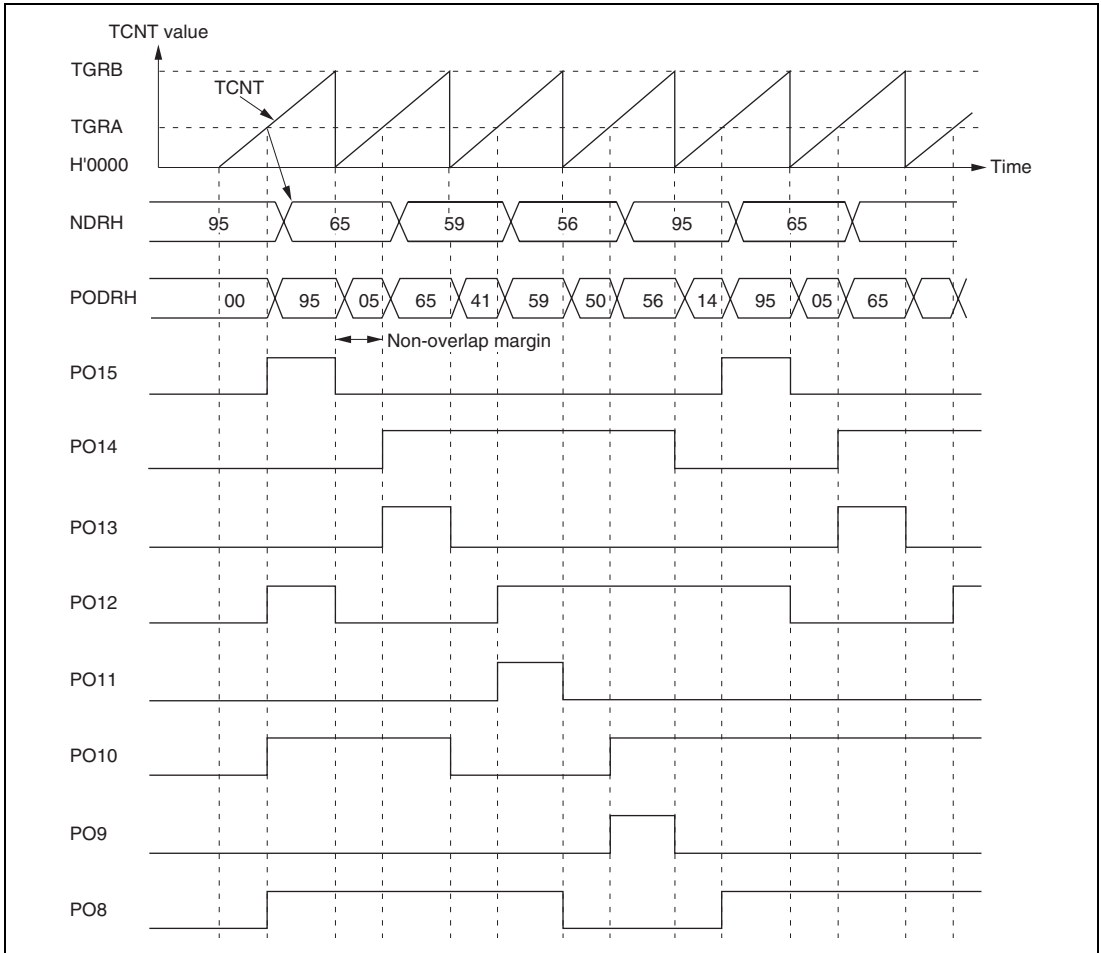 TCNT value
TGRB
TCNT
TGRA
H'0000
Time
NDRH 95 65 59 56 95 65
PODRH 00 95 05 65 41 59 50 56 14 95 05 65
Non-overlap margin
PO15
PO14
PO13
PO12
PO11
PO10
PO9
PO8